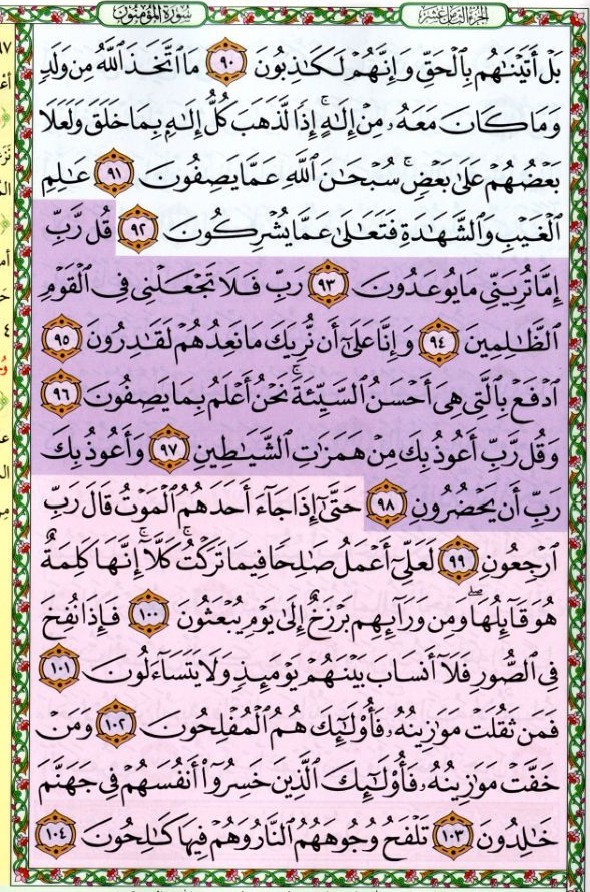 سورة المؤمنون
الجزء الثامن عشر
بَلْ أَتَيْنَٰهُم بِٱلْحَقِّ وَإِنَّهُمْ لَكَٰذِبُونَ ٩٠ مَا ٱتَّخَذَ ٱللَّهُ مِن وَلَدٍ
وَمَا كَانَ مَعَهُۥ مِنْ إِلَٰهٍ ۚ إِذًا لَّذَهَبَ كُلُّ إِلَٰهٍۭ بِمَا خَلَقَ وَلَعَلَا
بَعْضُهُمْ عَلَىٰ بَعْضٍ ۚ سُبْحَٰنَ ٱللَّهِ عَمَّا يَصِفُونَ ٩١ عَٰلِمِ
ٱلْغَيْبِ وَٱلشَّهَٰدَةِ فَتَعَٰلَىٰ عَمَّا يُشْرِكُونَ ٩٢ قُل رَّبِّ
إِمَّا تُرِيَنِّى مَا يُوعَدُونَ ٩٣ رَبِّ فَلَا تَجْعَلْنِى فِى ٱلْقَوْمِ
ٱلظَّٰلِمِينَ ٩٤ وَإِنَّا عَلَىٰٓ أَن نُّرِيَكَ مَا نَعِدُهُمْ لَقَٰدِرُونَ ٩٥
ٱدْفَعْ بِٱلَّتِى هِىَ أَحْسَنُ ٱلسَّيِّئَةَ ۚ نَحْنُ أَعْلَمُ بِمَا يَصِفُونَ ٩٦
وَقُل رَّبِّ أَعُوذُ بِكَ مِنْ هَمَزَٰتِ ٱلشَّيَٰطِينِ ٩٧ وَأَعُوذُ بِكَ
رَبِّ أَن يَحْضُرُونِ ٩٨ حَتَّىٰٓ إِذَا جَآءَ أَحَدَهُمُ ٱلْمَوْتُ قَالَ رَبِّ
ٱرْجِعُونِ ٩٩ لَعَلِّىٓ أَعْمَلُ صَٰلِحًا فِيمَا تَرَكْتُ ۚ كَلَّآ ۚ إِنَّهَا كَلِمَةٌ
هُوَ قَآئِلُهَا ۖ وَمِن وَرَآئِهِم بَرْزَخٌ إِلَىٰ يَوْمِ يُبْعَثُونَ ١٠٠ فَإِذَا نُفِخَ
فِى ٱلصُّورِ فَلَآ أَنسَابَ بَيْنَهُمْ يَوْمَئِذٍ وَلَا يَتَسَآءَلُونَ ١٠١
فَمَن ثَقُلَتْ مَوَٰزِينُهُۥ فَأُو۟لَٰٓئِكَ هُمُ ٱلْمُفْلِحُونَ ١٠٢ وَمَنْ
خَفَّتْ مَوَٰزِينُهُۥ فَأُو۟لَٰٓئِكَ ٱلَّذِينَ خَسِرُوٓا۟ أَنفُسَهُمْ فِى جَهَنَّمَ
خَٰلِدُونَ ١٠٣ تَلْفَحُ وُجُوهَهُمُ ٱلنَّارُ وَهُمْ فِيهَا كَٰلِحُونَ ١٠٤